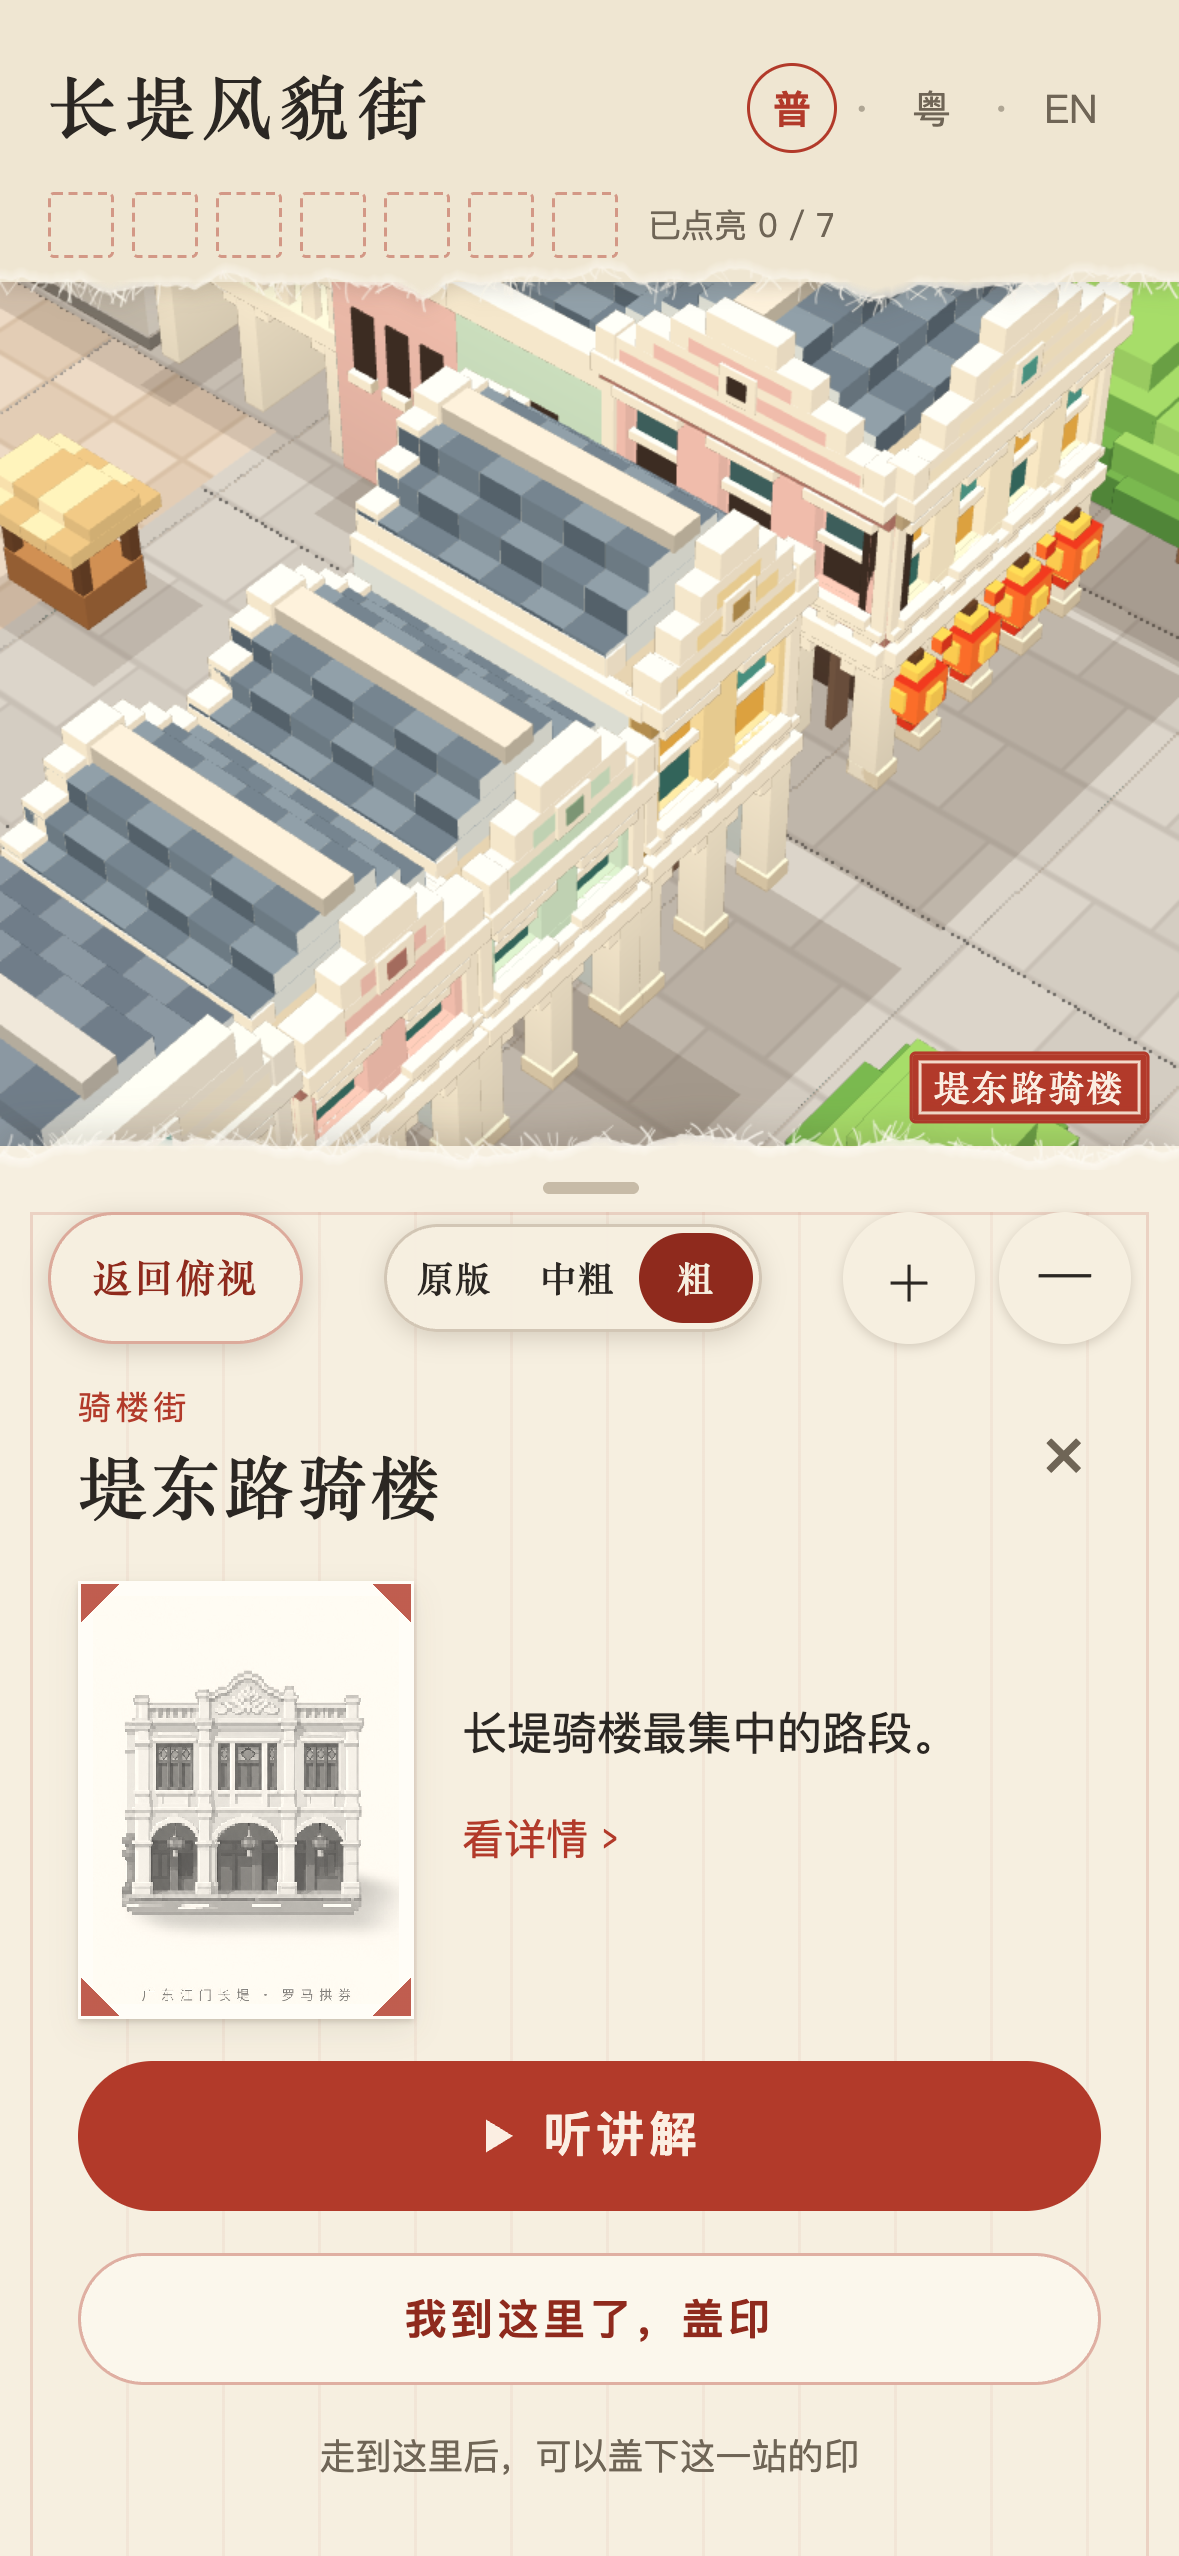 长堤风貌街
普 · 粤 · EN
已点亮 0 / 7
堤东路骑楼
返回俯视
原版 中粗 粗
+ —
骑楼街
堤东路骑楼
×
长堤骑楼最集中的路段。
看详情 >
广东江门长堤 · 罗马拱券
▶ 听讲解
我到这里了，盖印
走到这里后，可以盖下这一站的印